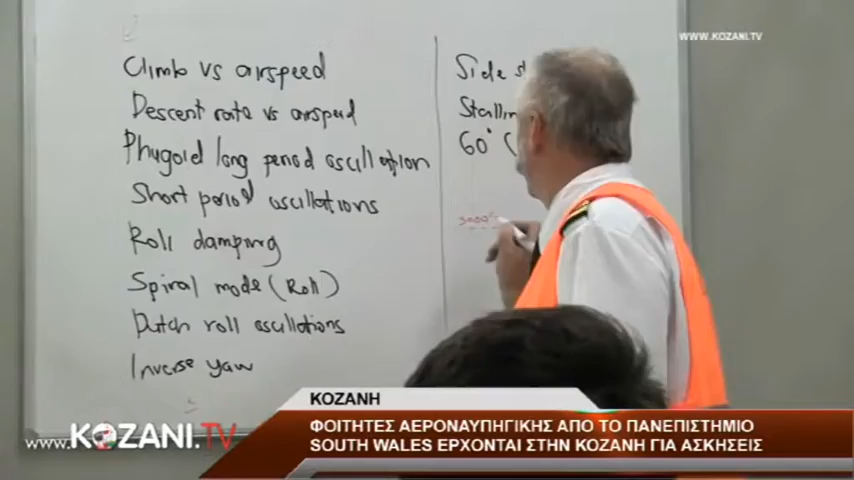 WWW.KOZANI.TV
Climb vs airspeed
Descent rate vs airspeed
Phugoid long period oscillation
Short period oscillations
Roll damping
Spiral mode (Roll)
Dutch roll oscillations
Inverse yaw
Side
60° (
ΚΟΖΑΝΗ
ΦΟΙΤΗΤΕΣ ΑΕΡΟΝΑΥΠΗΓΙΚΗΣ ΑΠΟ ΤΟ ΠΑΝΕΠΙΣΤΗΜΙΟ
SOUTH WALES ΕΡΧΟΝΤΑΙ ΣΤΗΝ ΚΟΖΑΝΗ ΓΙΑ ΑΣΚΗΣΕΙΣ
www.KOZANI.TV